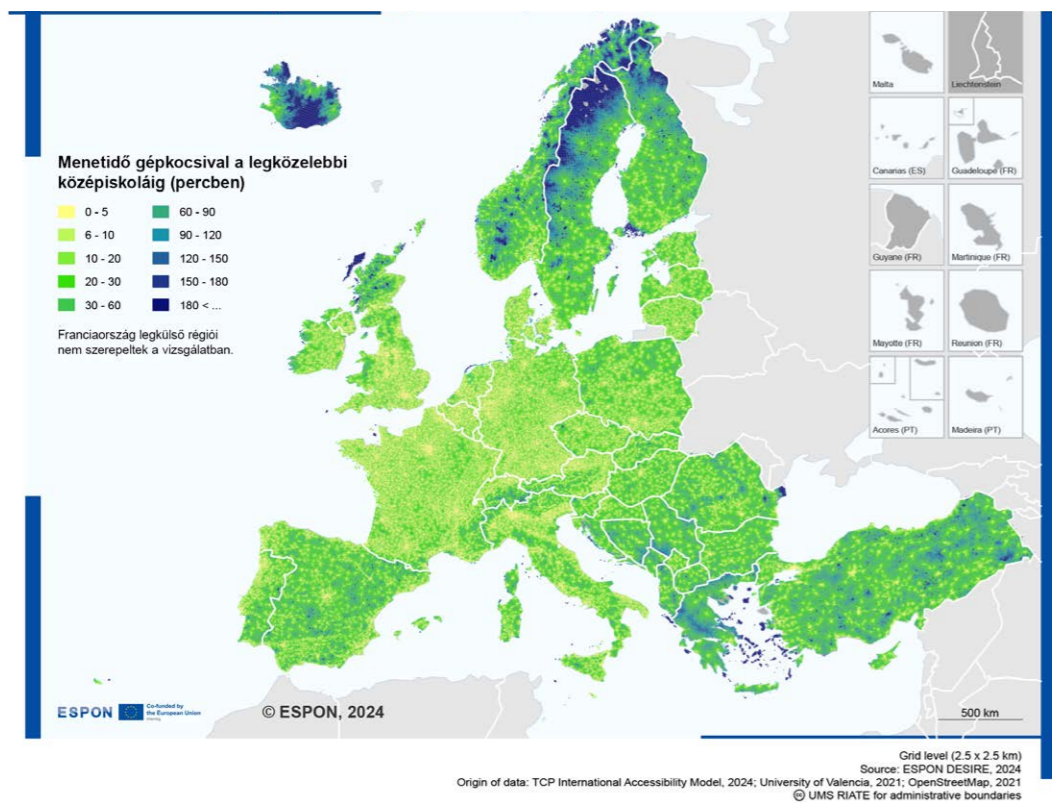 Menetidő gépkocsival a legközelebbi
középiskoláig (percben)
0 - 5
6 - 10
10 - 20
20 - 30
30 - 60
60 - 90
90 - 120
120 - 150
150 - 180
180 < ...
Franciaország legkülső régiói
nem szerepeltek a vizsgálatban.
Malta
Liechtenstein
Canarias (ES)
Guadeloupe (FR)
Guyane (FR)
Martinique (FR)
Mayotte (FR)
Reunion (FR)
Acores (PT)
Madeira (PT)
ESPON
Co-funded by
the European Union
© ESPON, 2024
500 km
Grid level (2.5 x 2.5 km)
Source: ESPON DESIRE, 2024
Origin of data: TCP International Accessibility Model, 2024; University of Valencia, 2021; OpenStreetMap, 2021
UMS RIATE for administrative boundaries